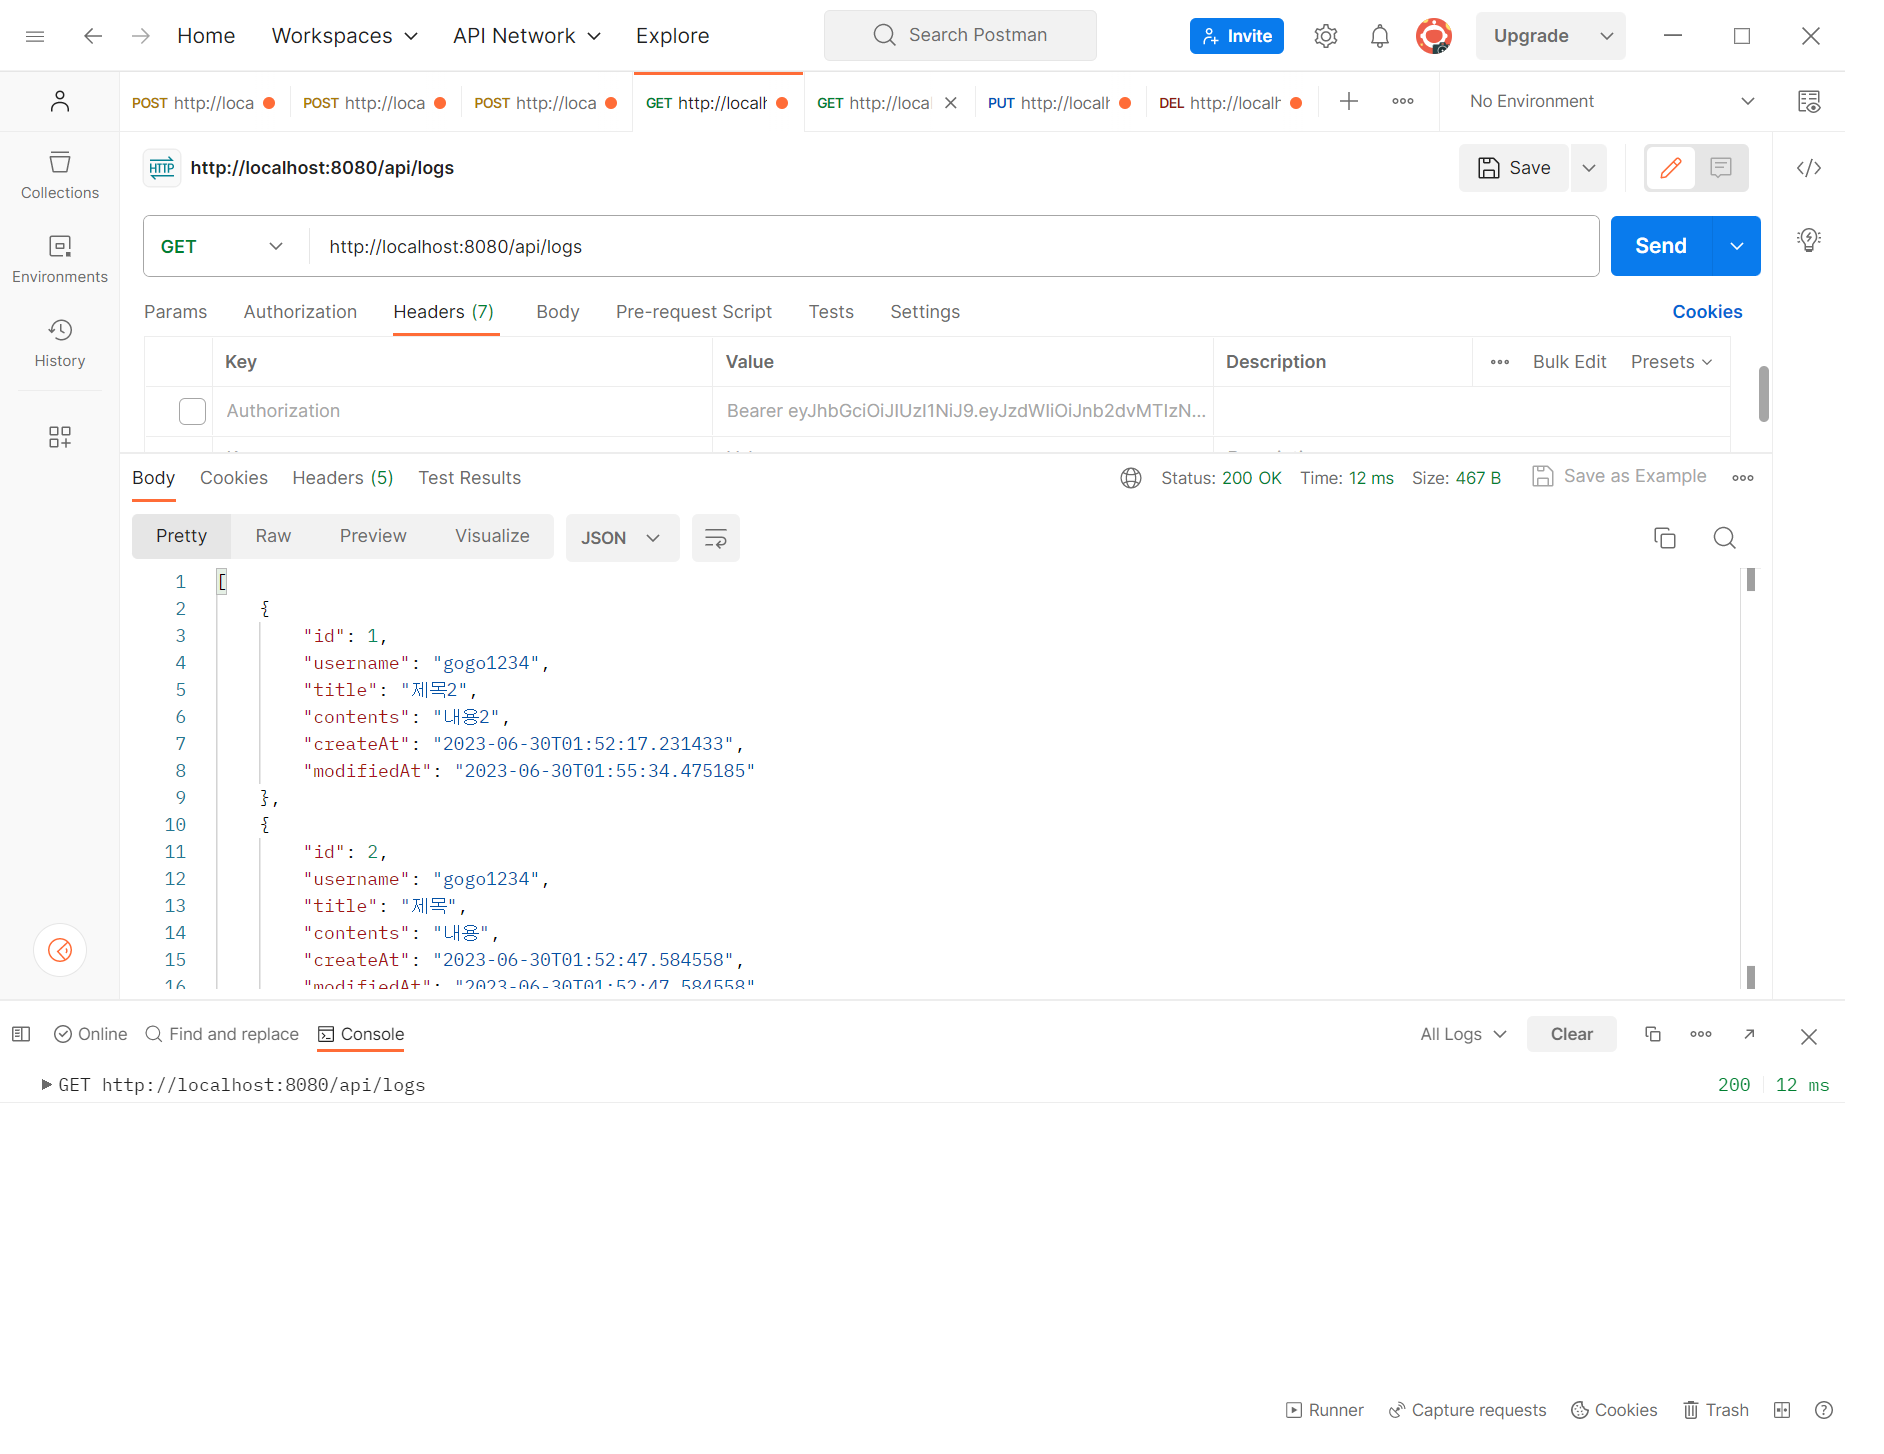 Home Workspaces API Network Explore Search Postman Invite Upgrade
POST http://loca POST http://loca POST http://loca GET http://localh GET http://loca PUT http://localh DEL http://localh No Environment
HTTP http://localhost:8080/api/logs Save
Collections
Environments
History
GET http://localhost:8080/api/logs Send
Params Authorization Headers (7) Body Pre-request Script Tests Settings Cookies
Key Value Description Bulk Edit Presets
Authorization Bearer eyJhbGciOiJIUzI1NiJ9.eyJzdWIiOiJnb2dvMTIzN...
Body Cookies Headers (5) Test Results Status: 200 OK Time: 12 ms Size: 467 B Save as Example
Pretty Raw Preview Visualize JSON
1 [
2 {
3 "id": 1,
4 "username": "gogo1234",
5 "title": "제목2",
6 "contents": "내용2",
7 "createAt": "2023-06-30T01:52:17.231433",
8 "modifiedAt": "2023-06-30T01:55:34.475185"
9 },
10 {
11 "id": 2,
12 "username": "gogo1234",
13 "title": "제목",
14 "contents": "내용",
15 "createAt": "2023-06-30T01:52:47.584558",
16 "modifiedAt": "2023-06-30T01:52:47.584558"
Online Find and replace Console All Logs Clear
GET http://localhost:8080/api/logs 200 12 ms
Runner Capture requests Cookies Trash